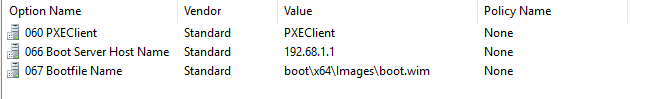 Option Name Vendor Value Policy Name
060 PXEClient Standard PXEClient None
066 Boot Server Host Name Standard 192.68.1.1 None
067 Bootfile Name Standard boot\x64\Images\boot.wim None